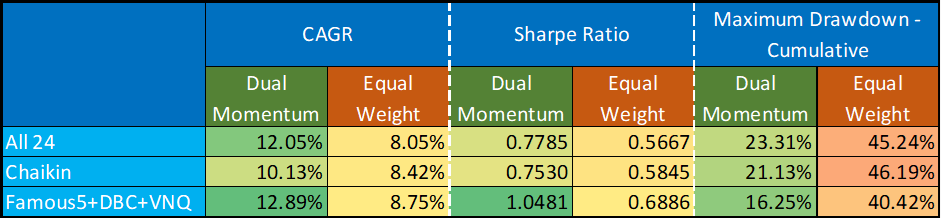 CAGR Sharpe Ratio Maximum Drawdown -
Cumulative
Dual Equal Dual Equal Dual Equal
Momentum Weight Momentum Weight Momentum Weight
All 24 12.05% 8.05% 0.7785 0.5667 23.31% 45.24%
Chaikin 10.13% 8.42% 0.7530 0.5845 21.13% 46.19%
Famous5+DBC+VNQ 12.89% 8.75% 1.0481 0.6886 16.25% 40.42%